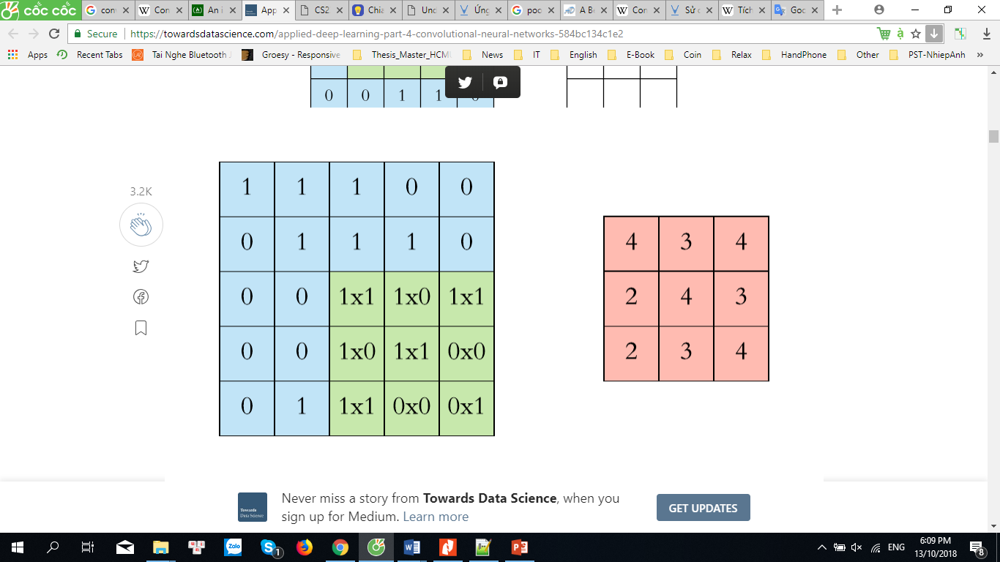 cốc cốc
con
Con
An i
App
CS2
Chia
Unc
Ứng
poc
A Be
Con
Sử d
Tích
Goc
Secure https://towardsdatascience.com/applied-deep-learning-part-4-convolutional-neural-networks-584bc134c1e2
Apps Recent Tabs Tai Nghe Bluetooth Groesy - Responsive Thesis_Master_HCM News IT English E-Book Coin Relax HandPhone Other PST-NhiepAnh »
0 0 1 1
1 1 1 0 0
3.2K
0 1 1 1 0
4 3 4
0 0 1x1 1x0 1x1
2 4 3
0 0 1x0 1x1 0x0
2 3 4
0 1 1x1 0x0 0x1
Never miss a story from Towards Data Science, when you
sign up for Medium. Learn more
GET UPDATES
Towards
Data Science
Zalo
1
ENG
6:09 PM
13/10/2018
8